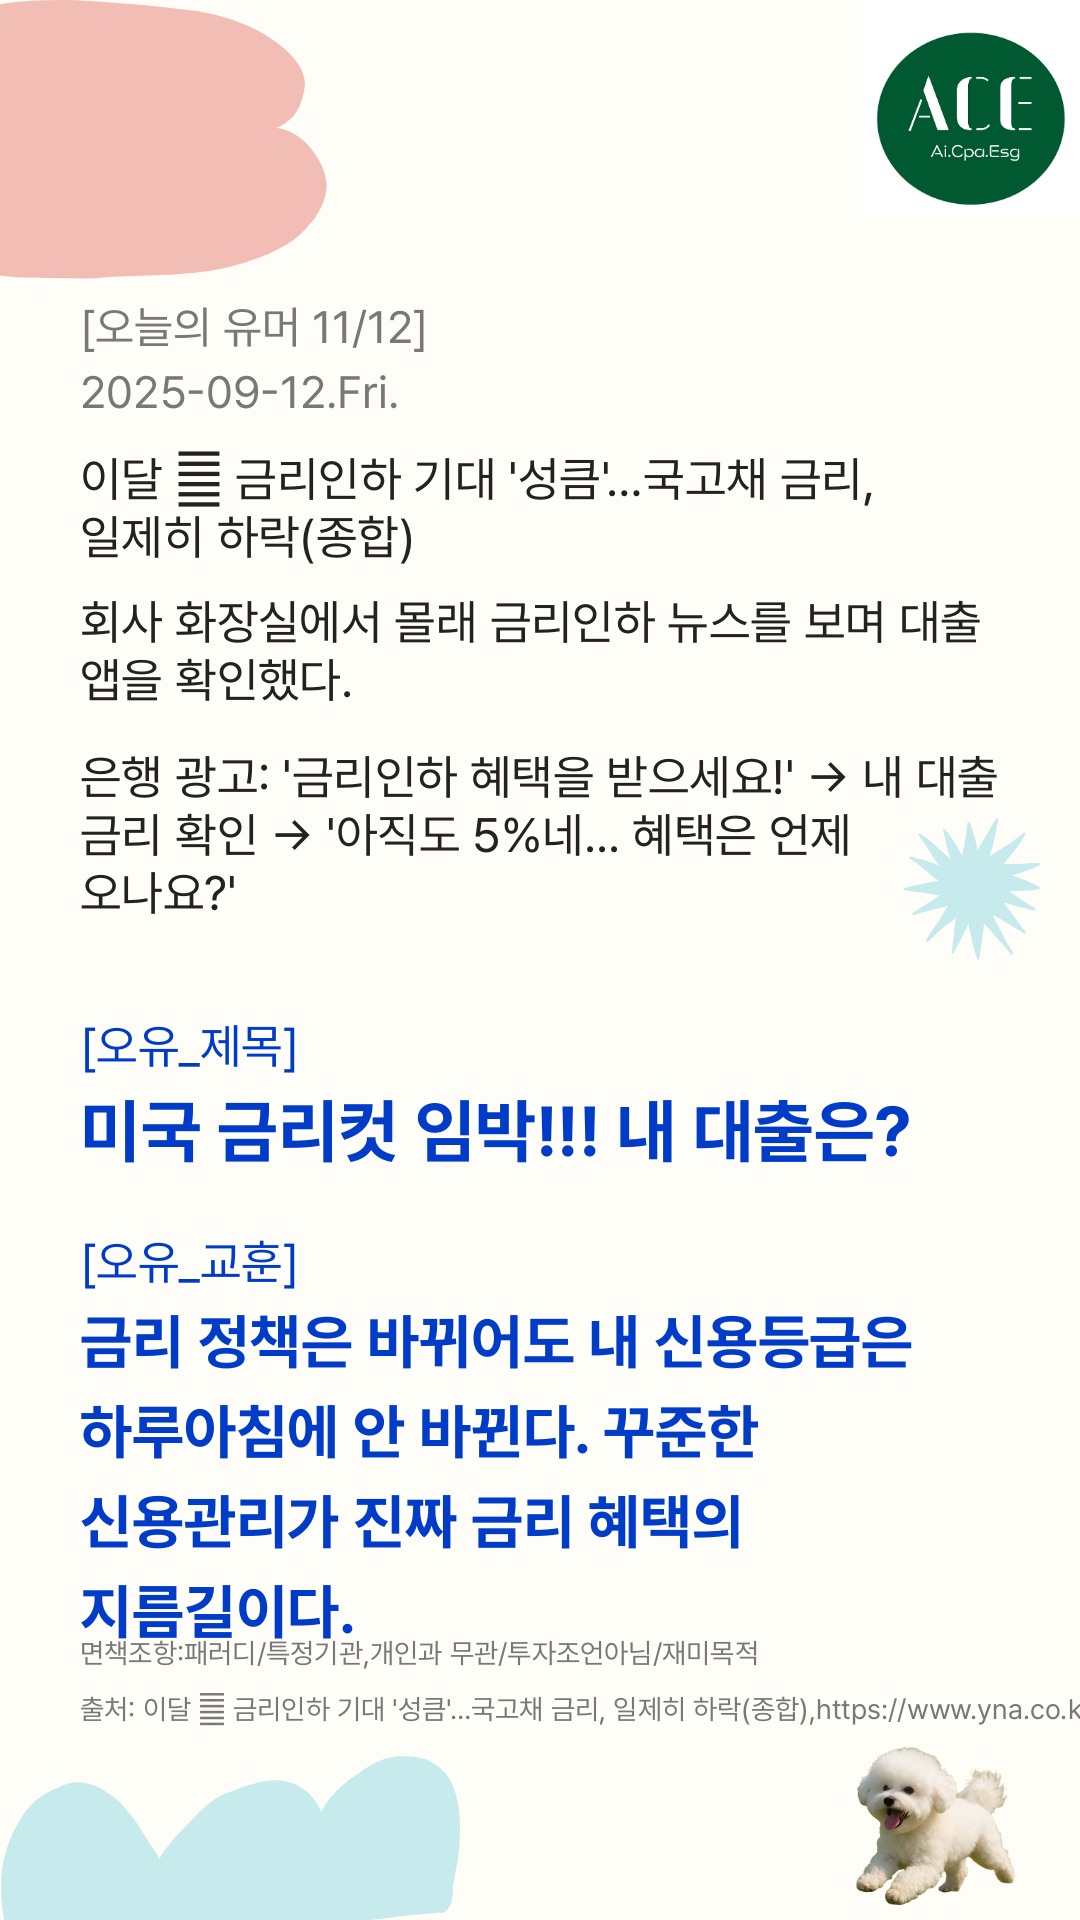 ACE
Ai.Cpa.Esg
[오늘의 유머 11/12]
2025-09-12.Fri.
이달 금리인하 기대 '성큼'…국고채 금리,
일제히 하락(종합)
회사 화장실에서 몰래 금리인하 뉴스를 보며 대출
앱을 확인했다.
은행 광고: '금리인하 혜택을 받으세요!' → 내 대출
금리 확인 → '아직도 5%네... 혜택은 언제
오나요?'
[오유_제목]
미국 금리컷 임박!!! 내 대출은?
[오유_교훈]
금리 정책은 바뀌어도 내 신용등급은
하루아침에 안 바뀐다. 꾸준한
신용관리가 진짜 금리 혜택의
지름길이다.
면책조항:패러디/특정기관,개인과 무관/투자조언아님/재미목적
출처: 이달 금리인하 기대 '성큼'…국고채 금리, 일제히 하락(종합),https://www.yna.co.k